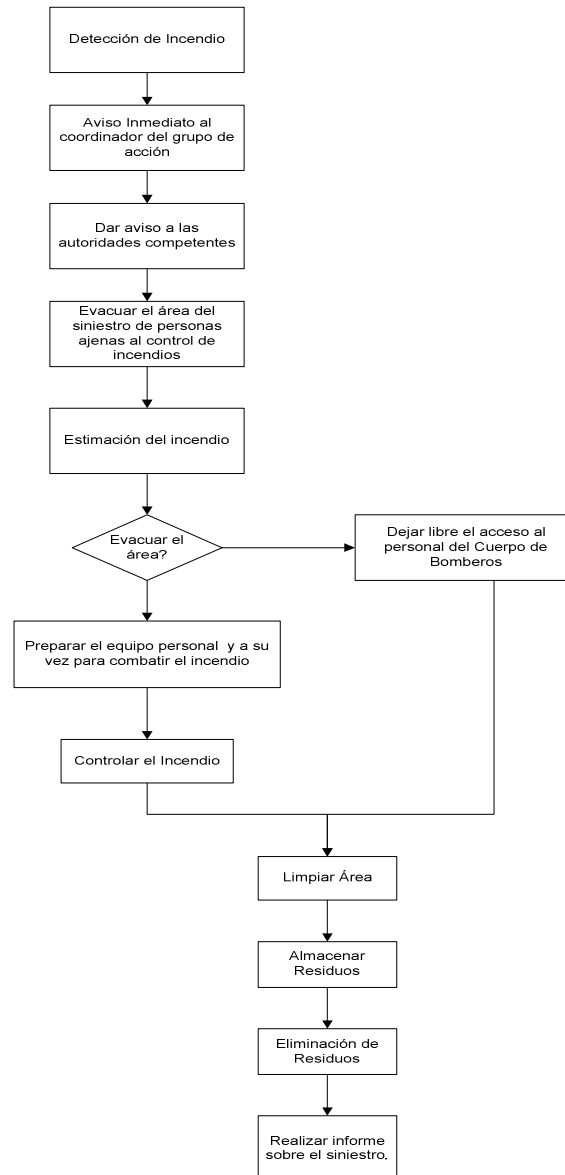 Detección de Incendio
Aviso Inmediato al
coordinador del grupo de
acción
Dar aviso a las
autoridades competentes
Evacuar el área del
siniestro de personas
ajenas al control de
incendios
Estimación del incendio
Evacuar el
área?
Dejar libre el acceso al
personal del Cuerpo de
Bomberos
Preparar el equipo personal y a su
vez para combatir el incendio
Controlar el Incendio
Limpiar Área
Almacenar
Residuos
Eliminación de
Residuos
Realizar informe
sobre el siniestro.